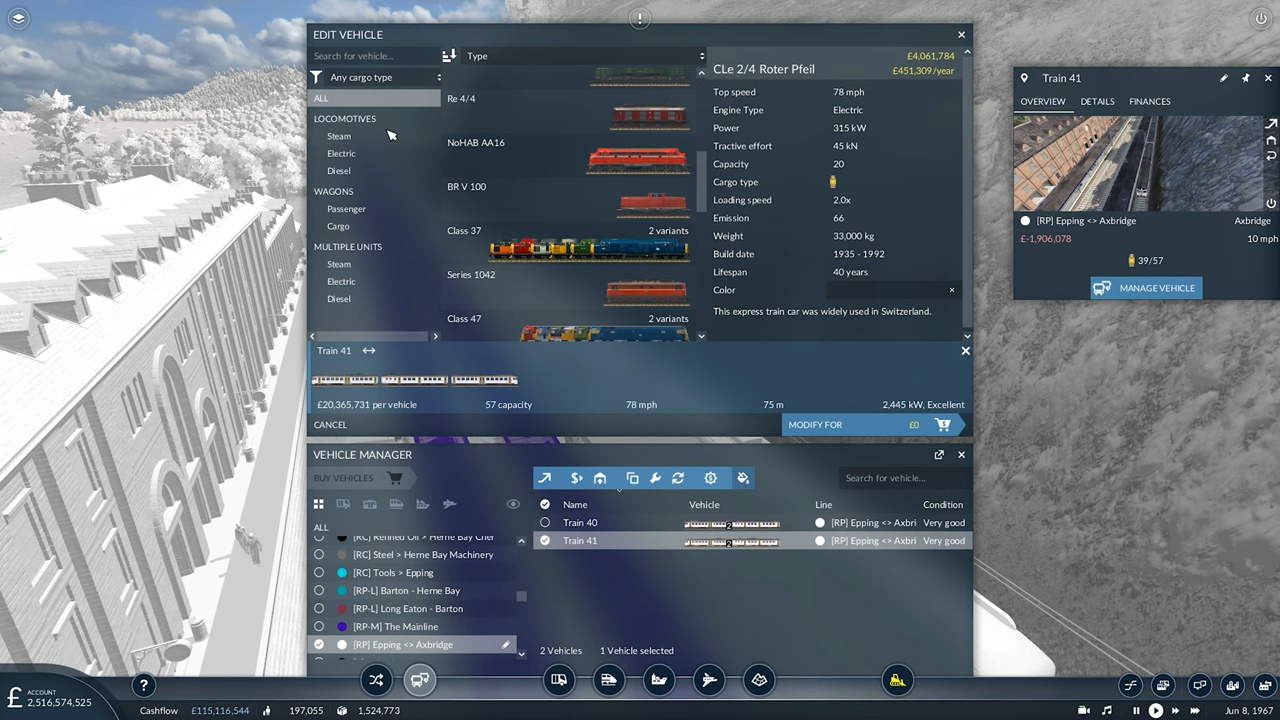 EDIT VEHICLE
Search for vehicle...
Type
Any cargo type
ALL
LOCOMOTIVES
Steam
Electric
Diesel
WAGONS
Passenger
Cargo
MULTIPLE UNITS
Steam
Electric
Diesel
Re 4/4
NoHAB AA16
BR V 100
Class 37 2 variants
Series 1042
Class 47 2 variants
£4,061,784
CLe 2/4 Roter Pfeil £451,309/year
Top speed 78 mph
Engine Type Electric
Power 315 kW
Tractive effort 45 kN
Capacity 20
Cargo type
Loading speed 2.0x
Emission 66
Weight 33,000 kg
Build date 1935 - 1992
Lifespan 40 years
Color
This express train car was widely used in Switzerland.
Train 41
£20,365,731 per vehicle 57 capacity 78 mph 75 m 2,445 kW, Excellent
CANCEL
MODIFY FOR £0
Train 41
OVERVIEW DETAILS FINANCES
[RP] Epping <> Axbridge Axbridge
£-1,906,078 10 mph
39/57
MANAGE VEHICLE
VEHICLE MANAGER
BUY VEHICLES
Search for vehicle...
ALL
[RC] Refined Oil > Herne Bay Cher
[RC] Steel > Herne Bay Machinery
[RC] Tools > Epping
[RP-L] Barton - Herne Bay
[RP-L] Long Eaton - Barton
[RP-M] The Mainline
[RP] Epping <> Axbridge
Name Vehicle Line Condition
Train 40 2 [RP] Epping <> Axbri Very good
Train 41 2 [RP] Epping <> Axbri Very good
2 Vehicles 1 Vehicle selected
£ ACCOUNT
2,516,574,525
?
Cashflow £115,116,544 197,055 1,524,773
Jun 8, 1967